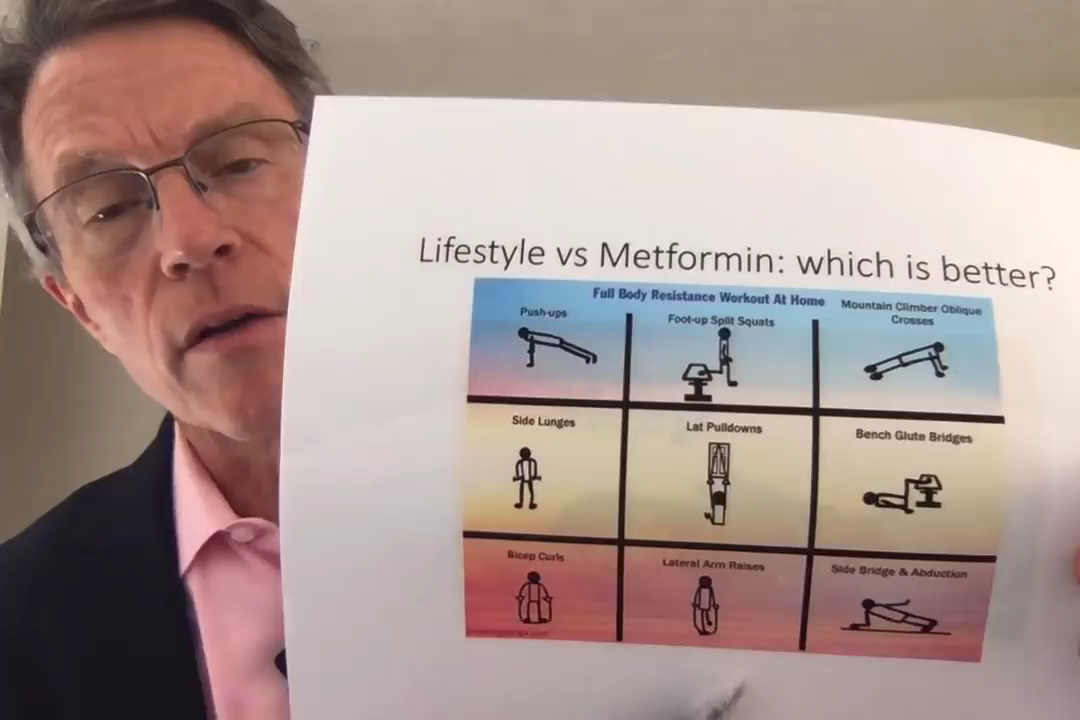 Lifestyle vs Metformin: which is better?
Full Body Resistance Workout At Home
Push-ups
Foot-up Split Squats
Mountain Climber Oblique
Crosses
Side Lunges
Lat Pulldowns
Bench Glute Bridges
Bicep Curls
Lateral Arm Raises
Side Bridge & Abduction